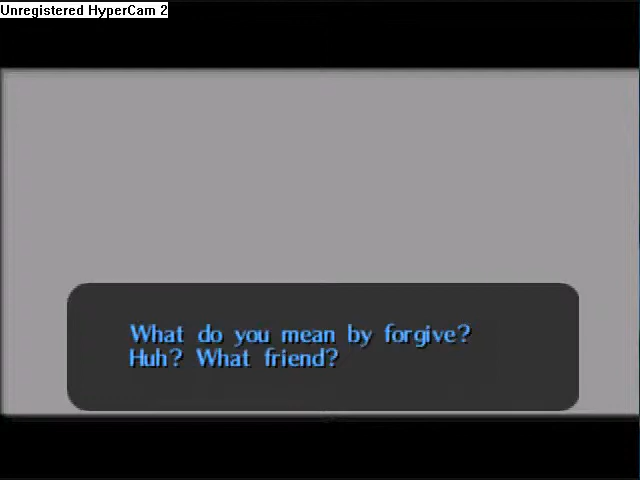 Unregistered HyperCam 2
What do you mean by forgive?
Huh? What friend?